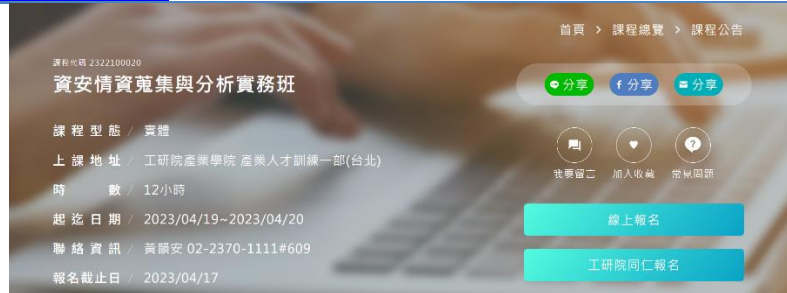 首頁 > 課程總覽 > 課程公告
課程代碼 2322100020
資安情資蒐集與分析實務班
分享 分享 分享
課程型態 / 實體
上課地址 / 工研院產業學院 產業人才訓練一部(台北)
時 數 / 12小時
起迄日期 / 2023/04/19~2023/04/20
聯絡資訊 / 黃韻安 02-2370-1111#609
報名截止日 / 2023/04/17
我要留言 加入收藏 常見問題
線上報名
工研院同仁報名